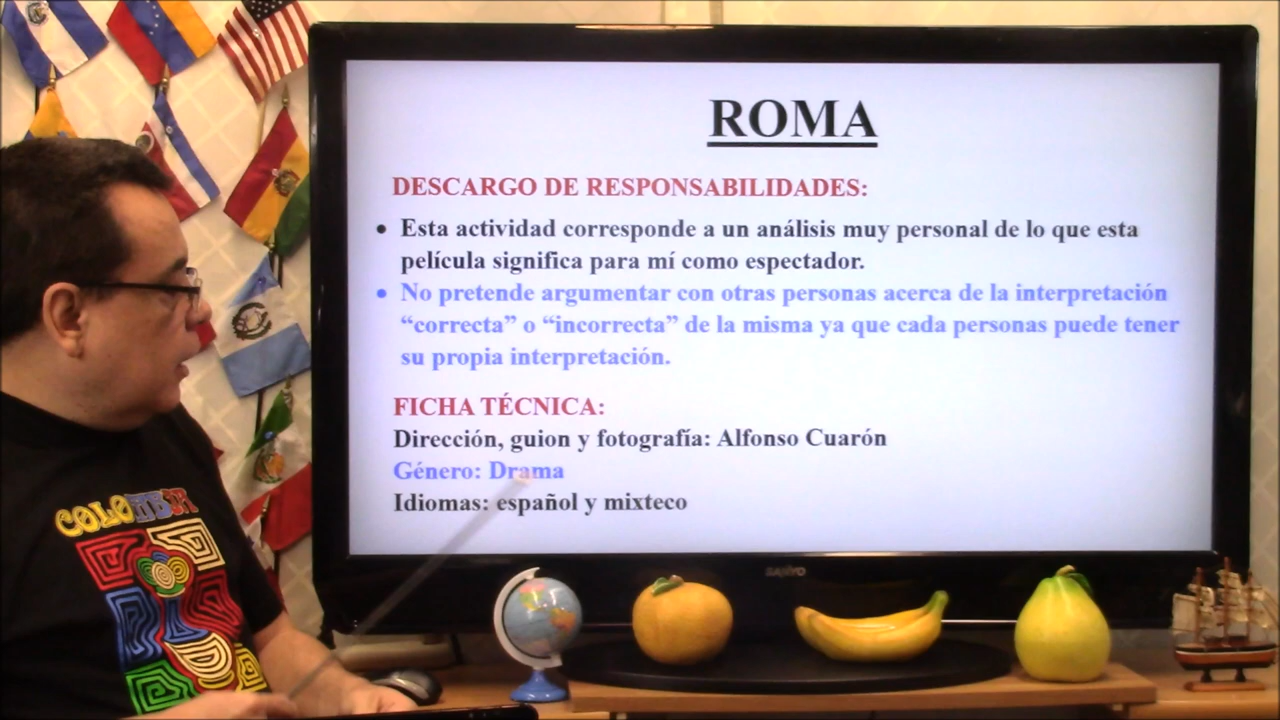 ROMA
DESCARGO DE RESPONSABILIDADES:
• Esta actividad corresponde a un análisis muy personal de lo que esta
película significa para mí como espectador.
• No pretende argumentar con otras personas acerca de la interpretación
“correcta” o “incorrecta” de la misma ya que cada personas puede tener
su propia interpretación.
FICHA TÉCNICA:
Dirección, guion y fotografía: Alfonso Cuarón
Género: Drama
Idiomas: español y mixteco
SANYO
COLOMBIA